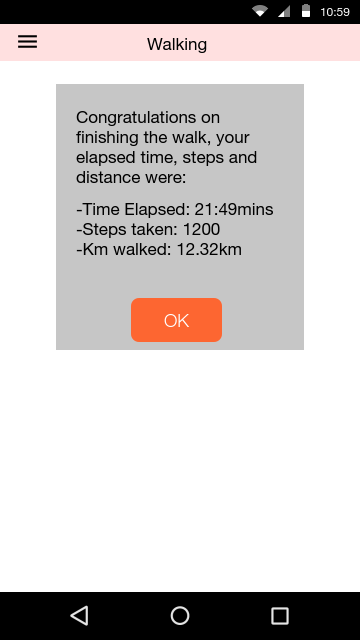 10:59
Walking
Congratulations on
finishing the walk, your
elapsed time, steps and
distance were:
-Time Elapsed: 21:49mins
-Steps taken: 1200
-Km walked: 12.32km
OK